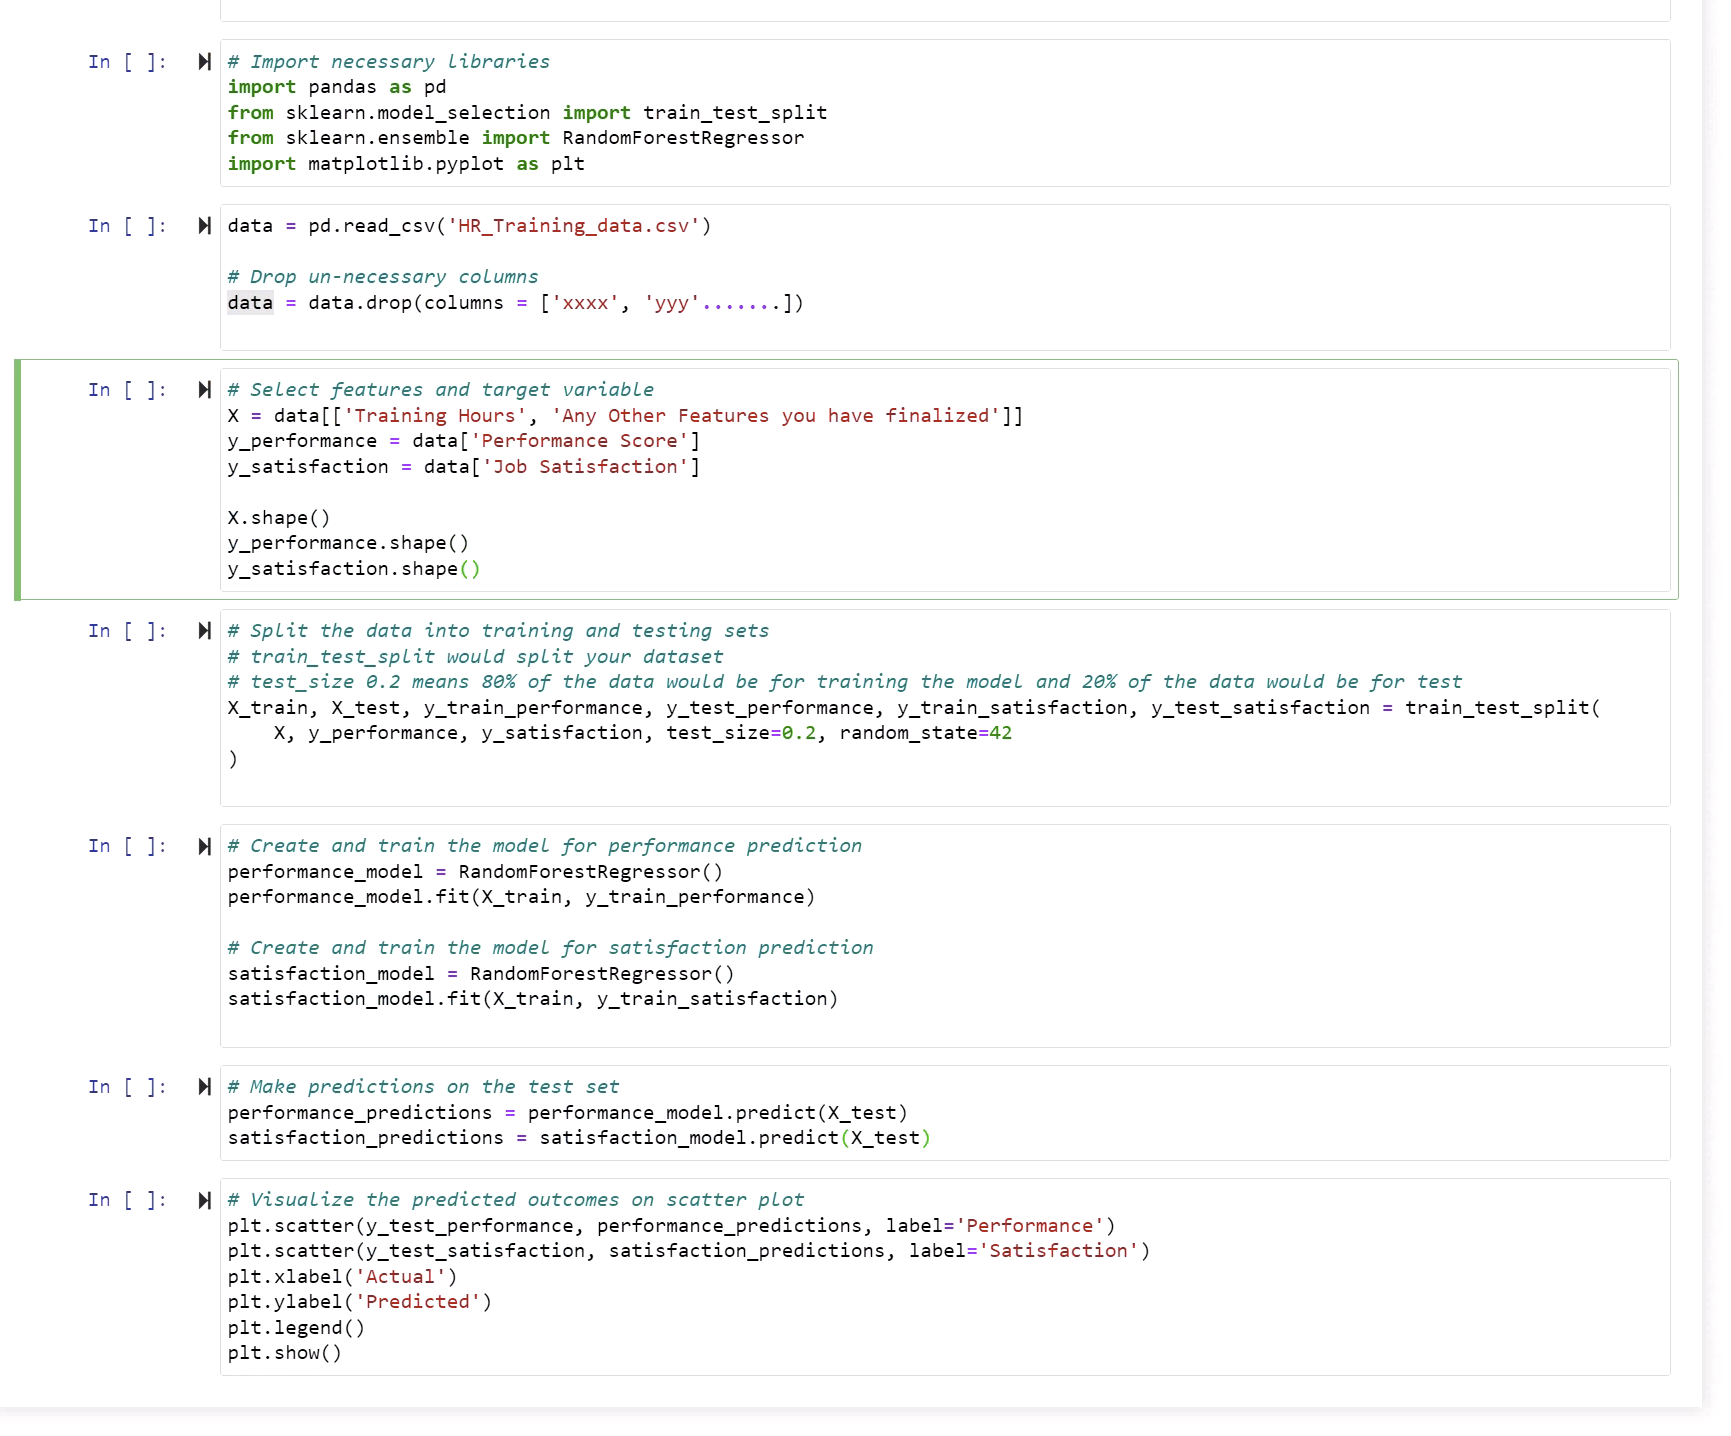 In [ ]:
# Import necessary libraries
import pandas as pd
from sklearn.model_selection import train_test_split
from sklearn.ensemble import RandomForestRegressor
import matplotlib.pyplot as plt
In [ ]:
data = pd.read_csv('HR_Training_data.csv')
# Drop un-necessary columns
data = data.drop(columns = ['xxxx', 'yyy'.......])
In [ ]:
# Select features and target variable
X = data[['Training Hours', 'Any Other Features you have finalized']]
y_performance = data['Performance Score']
y_satisfaction = data['Job Satisfaction']
X.shape()
y_performance.shape()
y_satisfaction.shape()
In [ ]:
# Split the data into training and testing sets
# train_test_split would split your dataset
# test_size 0.2 means 80% of the data would be for training the model and 20% of the data would be for test
X_train, X_test, y_train_performance, y_test_performance, y_train_satisfaction, y_test_satisfaction = train_test_split(
    X, y_performance, y_satisfaction, test_size=0.2, random_state=42
)
In [ ]:
# Create and train the model for performance prediction
performance_model = RandomForestRegressor()
performance_model.fit(X_train, y_train_performance)
# Create and train the model for satisfaction prediction
satisfaction_model = RandomForestRegressor()
satisfaction_model.fit(X_train, y_train_satisfaction)
In [ ]:
# Make predictions on the test set
performance_predictions = performance_model.predict(X_test)
satisfaction_predictions = satisfaction_model.predict(X_test)
In [ ]:
# Visualize the predicted outcomes on scatter plot
plt.scatter(y_test_performance, performance_predictions, label='Performance')
plt.scatter(y_test_satisfaction, satisfaction_predictions, label='Satisfaction')
plt.xlabel('Actual')
plt.ylabel('Predicted')
plt.legend()
plt.show()